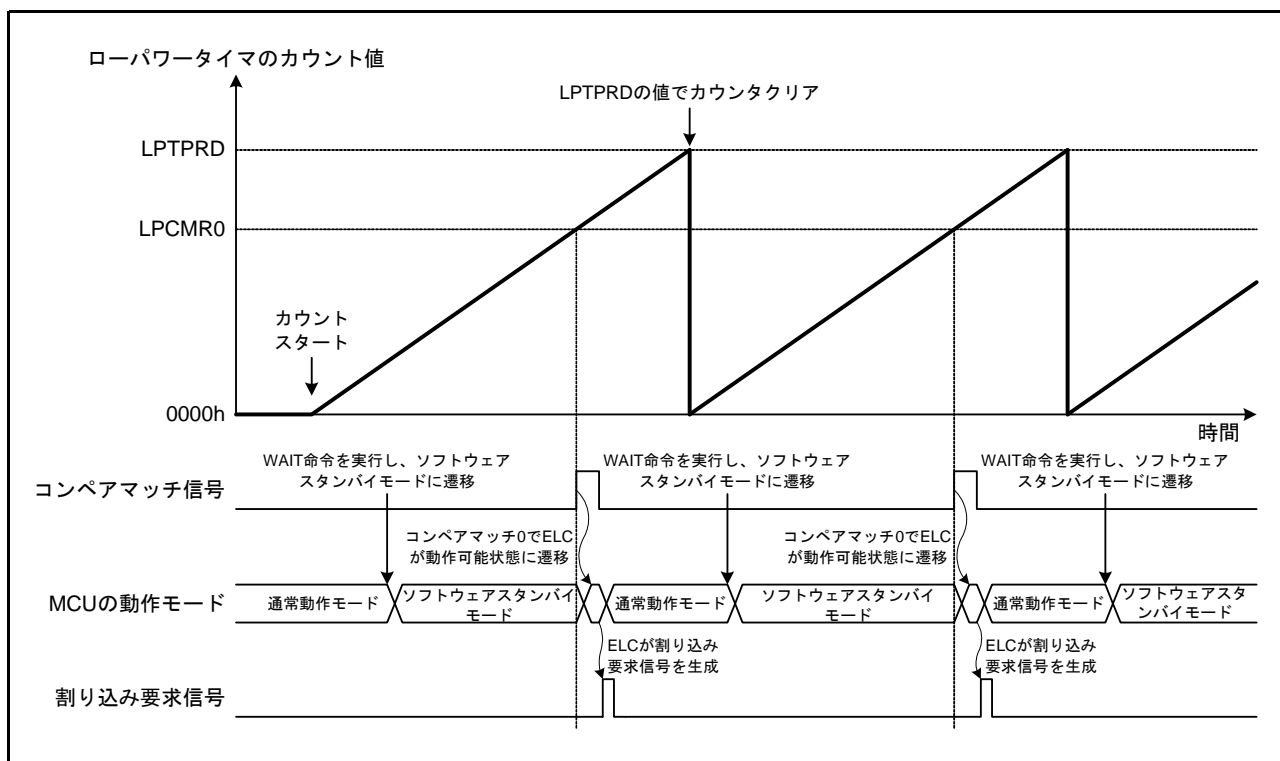 ローパワータイマのカウント値
LPTPRDの値でカウンタクリア
LPTPRD
LPCMR0
カウント
スタート
0000h
時間
WAIT命令を実行し、ソフトウェア
スタンバイモードに遷移
WAIT命令を実行し、ソフトウェア
スタンバイモードに遷移
WAIT命令を実行し、ソフトウェア
スタンバイモードに遷移
コンペアマッチ信号
コンペアマッチ0でELC
が動作可能状態に遷移
コンペアマッチ0でELC
が動作可能状態に遷移
MCUの動作モード
通常動作モード
ソフトウェアスタンバイ
モード
通常動作モード
ソフトウェアスタンバイ
モード
通常動作モード
ソフトウェアスタ
ンバイモード
ELCが割り込み
要求信号を生成
ELCが割り込み
要求信号を生成
割り込み要求信号